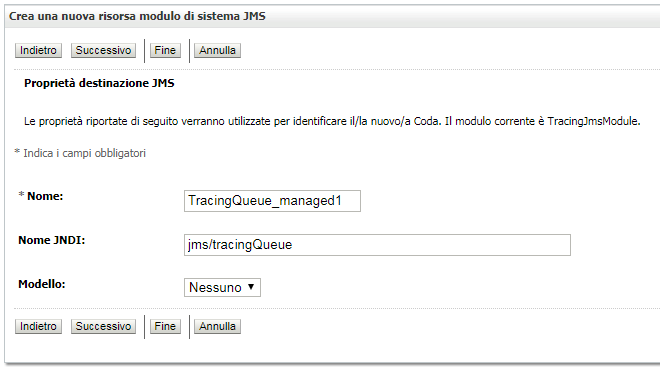 Crea una nuova risorsa modulo di sistema JMS
Indietro Successivo Fine Annulla
Proprietà destinazione JMS
Le proprietà riportate di seguito verranno utilizzate per identificare il/la nuovo/a Coda. Il modulo corrente è TracingJmsModule.
* Indica i campi obbligatori
* Nome: TracingQueue_managed1
Nome JNDI: jms/tracingQueue
Modello: Nessuno
Indietro Successivo Fine Annulla